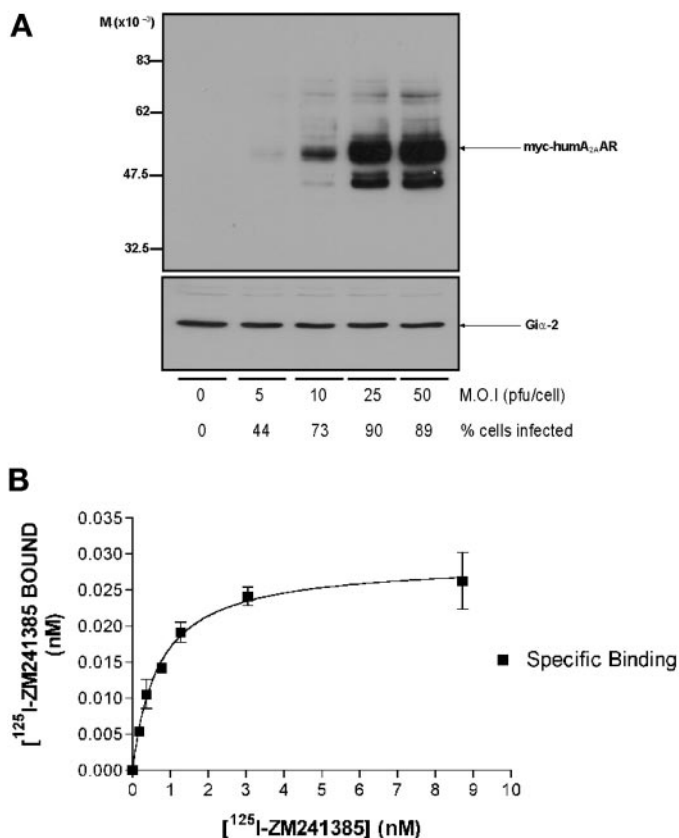 A
M(x10⁻³)
83
62
myc-humA₂ₐAR
47.5
32.5
Giα-2
0 5 10 25 50 M.O.I (pfu/cell)
0 44 73 90 89 % cells infected
B
0.035
0.030
0.025
0.020
0.015
0.010
0.005
0.000
[¹²⁵I-ZM241385 BOUND
(nM)
Specific Binding
0 1 2 3 4 5 6 7 8 9 10
[¹²⁵I-ZM241385] (nM)